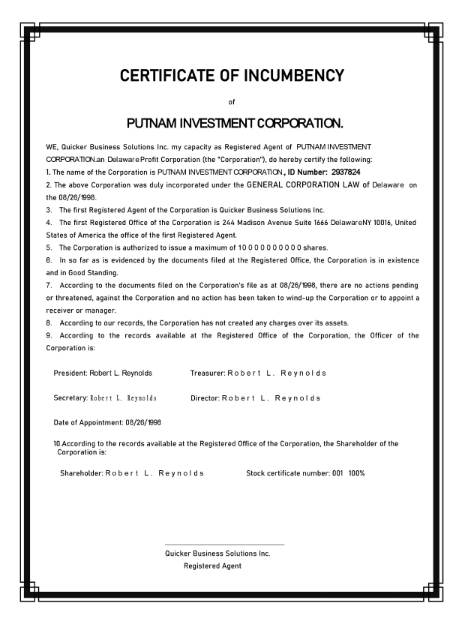 CERTIFICATE OF INCUMBENCY
of
PUTNAM INVESTMENT CORPORATION.
WE, Quicker Business Solutions Inc. my capacity as Registered Agent of PUTNAM INVESTMENT
CORPORATION.an Delaware Profit Corporation (the "Corporation"), do hereby certify the following:
1. The name of the Corporation is PUTNAM INVESTMENT CORPORATION., ID Number: 2937824
2. The above Corporation was duly incorporated under the GENERAL CORPORATION LAW of Delaware on
the 08/26/1998.
3. The first Registered Agent of the Corporation is Quicker Business Solutions Inc.
4. The first Registered Office of the Corporation is 244 Madison Avenue Suite 1666 DelawareNY 10016, United
States of America the office of the first Registered Agent.
5. The Corporation is authorized to issue a maximum of 10 0 0 0 0 0 0 0 0 0 0 shares.
6. In so far as is evidenced by the documents filed at the Registered Office, the Corporation is in existence
and in Good Standing.
7. According to the documents filed on the Corporation's file as at 08/26/1998, there are no actions pending
or threatened, against the Corporation and no action has been taken to wind-up the Corporation or to appoint a
receiver or manager.
8. According to our records, the Corporation has not created any charges over its assets.
9. According to the records available at the Registered Office of the Corporation, the Officer of the
Corporation is:
President: Robert L. Reynolds Treasurer: Robert L. Reynolds
Secretary: Robert L. Reynolds Director: Robert L. Reynolds
Date of Appointment: 08/26/1998
10.According to the records available at the Registered Office of the Corporation, the Shareholder of the
Corporation is:
Shareholder: Robert L. Reynolds Stock certificate number: 001 100%
Quicker Business Solutions Inc.
Registered Agent